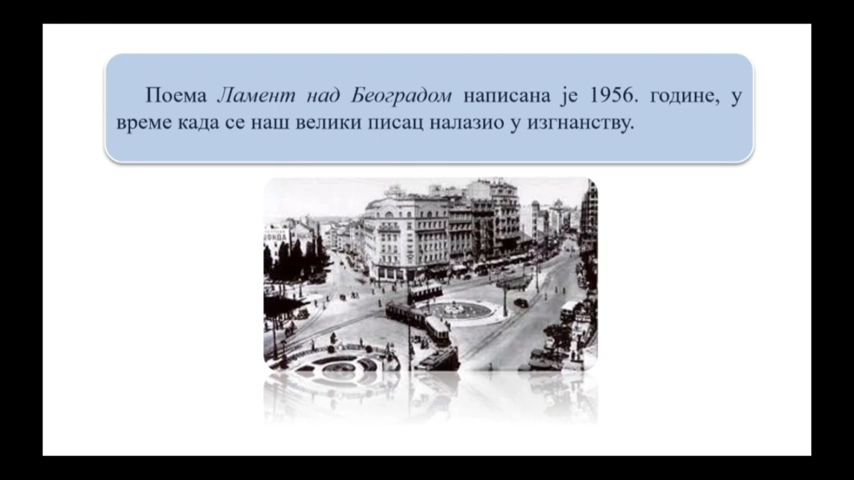 Поема Ламент над Београдом написана је 1956. године, у
време када се наш велики писац налазио у изгнанству.